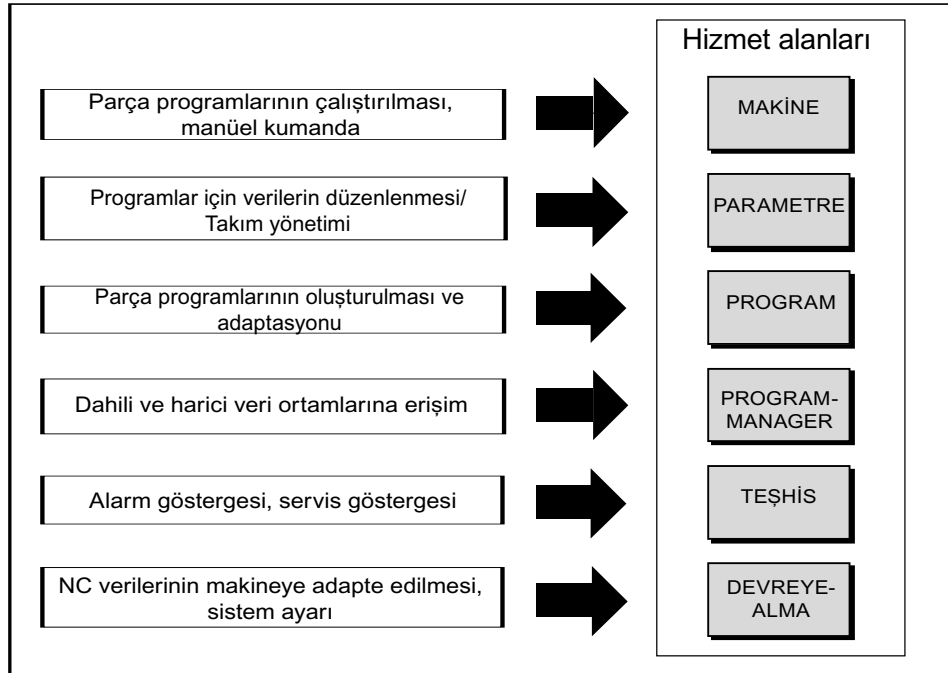 Hizmet alanları
Parça programlarının çalıştırılması,
manüel kumanda
MAKİNE
Programlar için verilerin düzenlenmesi/
Takım yönetimi
PARAMETRE
Parça programlarının oluşturulması ve
adaptasyonu
PROGRAM
Dahili ve harici veri ortamlarına erişim
PROGRAM-
MANAGER
Alarm göstergesi, servis göstergesi
TEŞHİS
NC verilerinin makineye adapte edilmesi,
sistem ayarı
DEVREYE-
ALMA